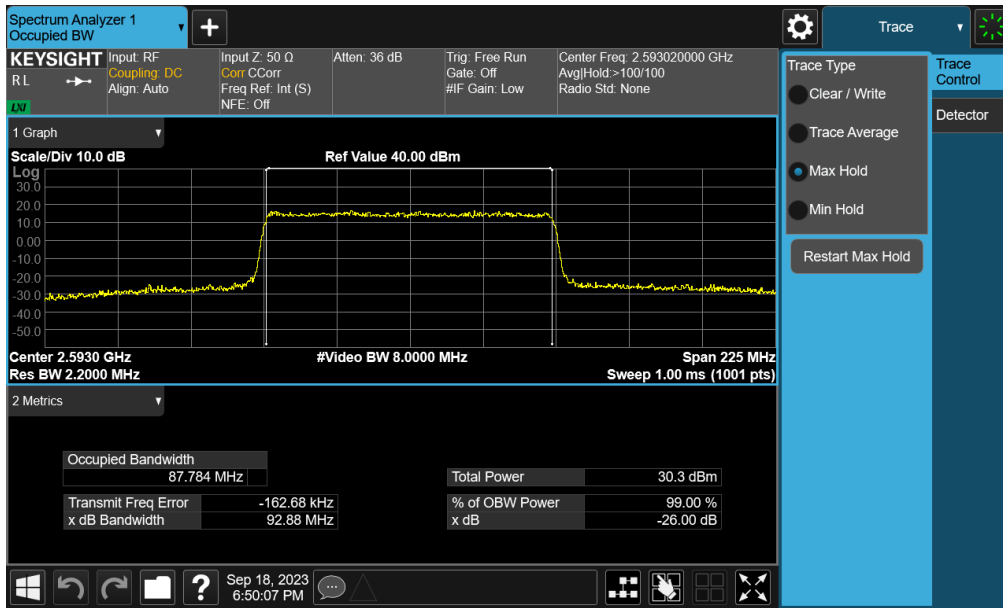 Spectrum Analyzer 1
Occupied BW
+
Trace
KEYSIGHT
R L
LXI
Input: RF
Coupling: DC
Align: Auto
Input Z: 50 Ω
Corr CCorr
Freq Ref: Int (S)
NFE: Off
Atten: 36 dB
Trig: Free Run
Gate: Off
#IF Gain: Low
Center Freq: 2.593020000 GHz
Avg|Hold:>100/100
Radio Std: None
Trace Type
Clear / Write
Trace Average
Max Hold
Min Hold
Restart Max Hold
Trace
Control
Detector
1 Graph
Scale/Div 10.0 dB
Ref Value 40.00 dBm
Log
30.0
20.0
10.0
0.00
-10.0
-20.0
-30.0
-40.0
-50.0
Center 2.5930 GHz
#Video BW 8.0000 MHz
Span 225 MHz
Res BW 2.2000 MHz
Sweep 1.00 ms (1001 pts)
2 Metrics
Occupied Bandwidth
87.784 MHz
Total Power 30.3 dBm
Transmit Freq Error -162.68 kHz
% of OBW Power 99.00 %
x dB Bandwidth 92.88 MHz
x dB -26.00 dB
?
Sep 18, 2023
6:50:07 PM